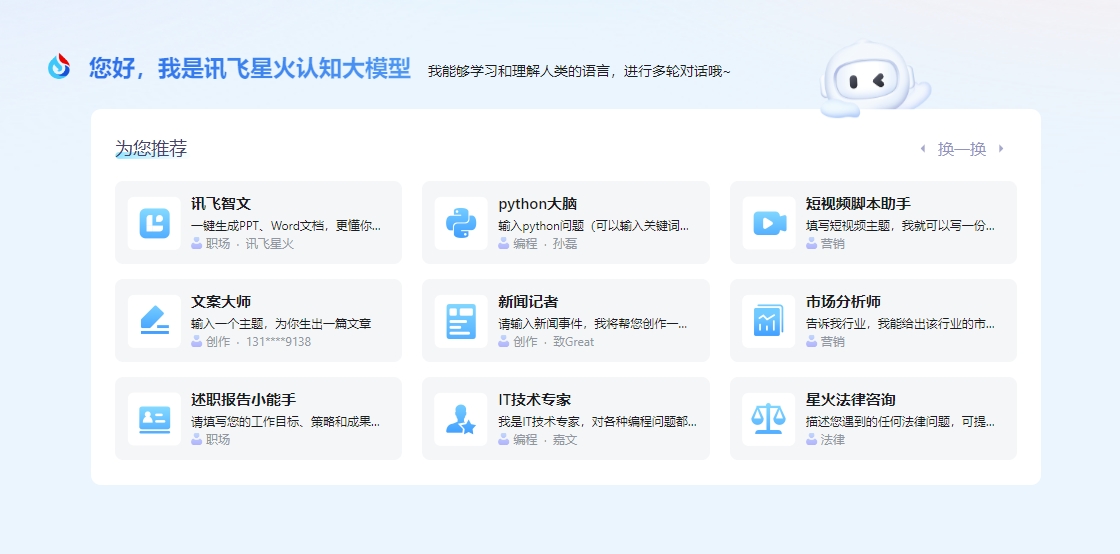 您好，我是讯飞星火认知大模型 我能够学习和理解人类的语言，进行多轮对话哦~
为您推荐 换一换
讯飞智文
一键生成PPT、Word文档，更懂你...
职场 · 讯飞星火
python大脑
输入python问题（可以输入关键词...
编程 · 孙磊
短视频脚本助手
填写短视频主题，我就可以写一份...
营销
文案大师
输入一个主题，为你生出一篇文章
创作 · 131****9138
新闻记者
请输入新闻事件，我将帮您创作一...
创作 · 致Great
市场分析师
告诉我行业，我能给出该行业的市...
营销
述职报告小能手
请填写您的工作目标、策略和成果...
职场
IT技术专家
我是IT技术专家，对各种编程问题都...
编程 · 嘉文
星火法律咨询
描述您遇到的任何法律问题，可提...
法律